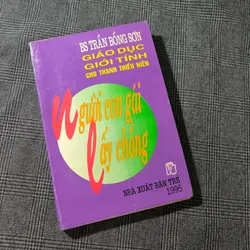 BS TRẦN BỒNG SƠN
GIÁO DỤC
GIỚI TÍNH
CHO THANH THIẾU NIÊN
người con gái
lấy chồng
NHÀ XUẤT BẢN TRẺ
1995